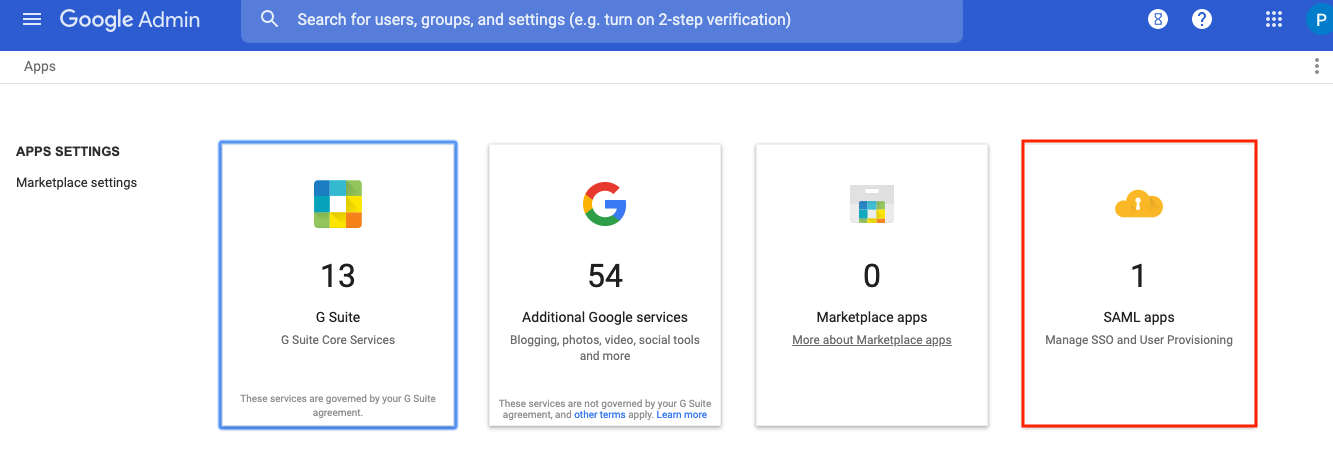 Google Admin
Search for users, groups, and settings (e.g. turn on 2-step verification)
P
Apps
APPS SETTINGS
Marketplace settings
13
G Suite
G Suite Core Services
These services are governed by your G Suite
agreement.
54
Additional Google services
Blogging, photos, video, social tools
and more
These services are not governed by your G Suite
agreement, and other terms apply. Learn more
0
Marketplace apps
More about Marketplace apps
1
SAML apps
Manage SSO and User Provisioning